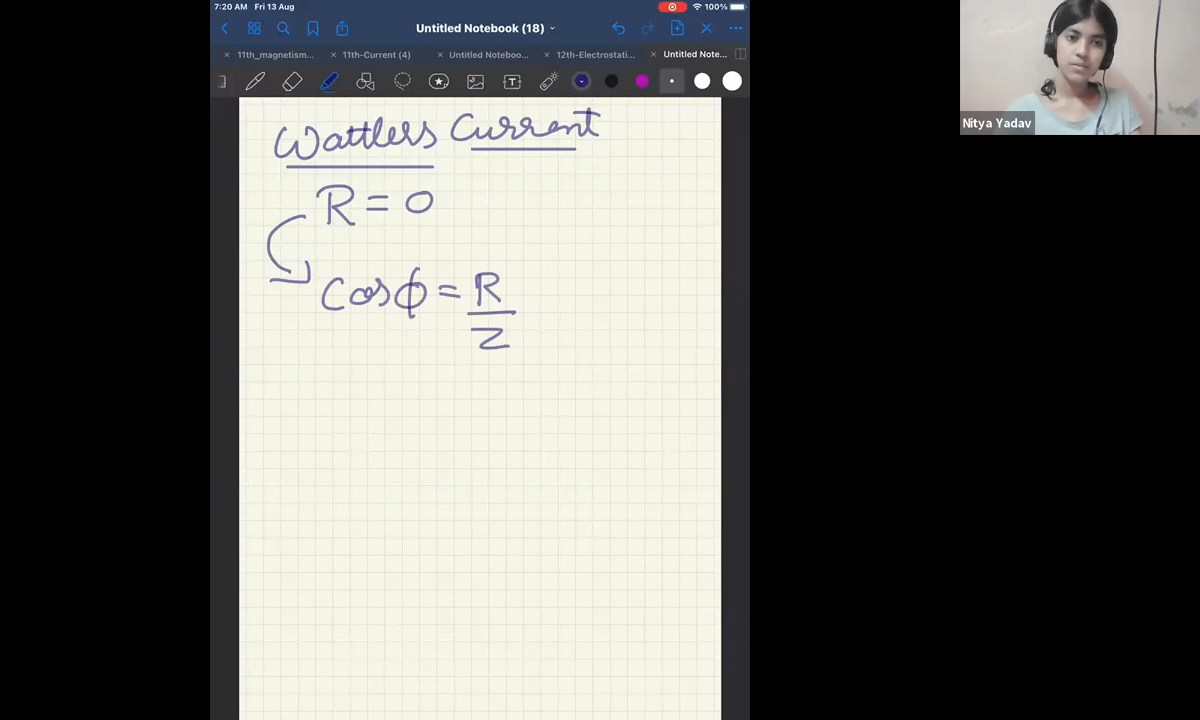 7:20 AM Fri 13 Aug
100%
Untitled Notebook (18)
11th_magnetism...
11th-Current (4)
Untitled Noteboo...
12th-Electrostati...
Untitled Note...
Wattless Current
R = 0
Cosϕ = R
Z
Nitya Yadav